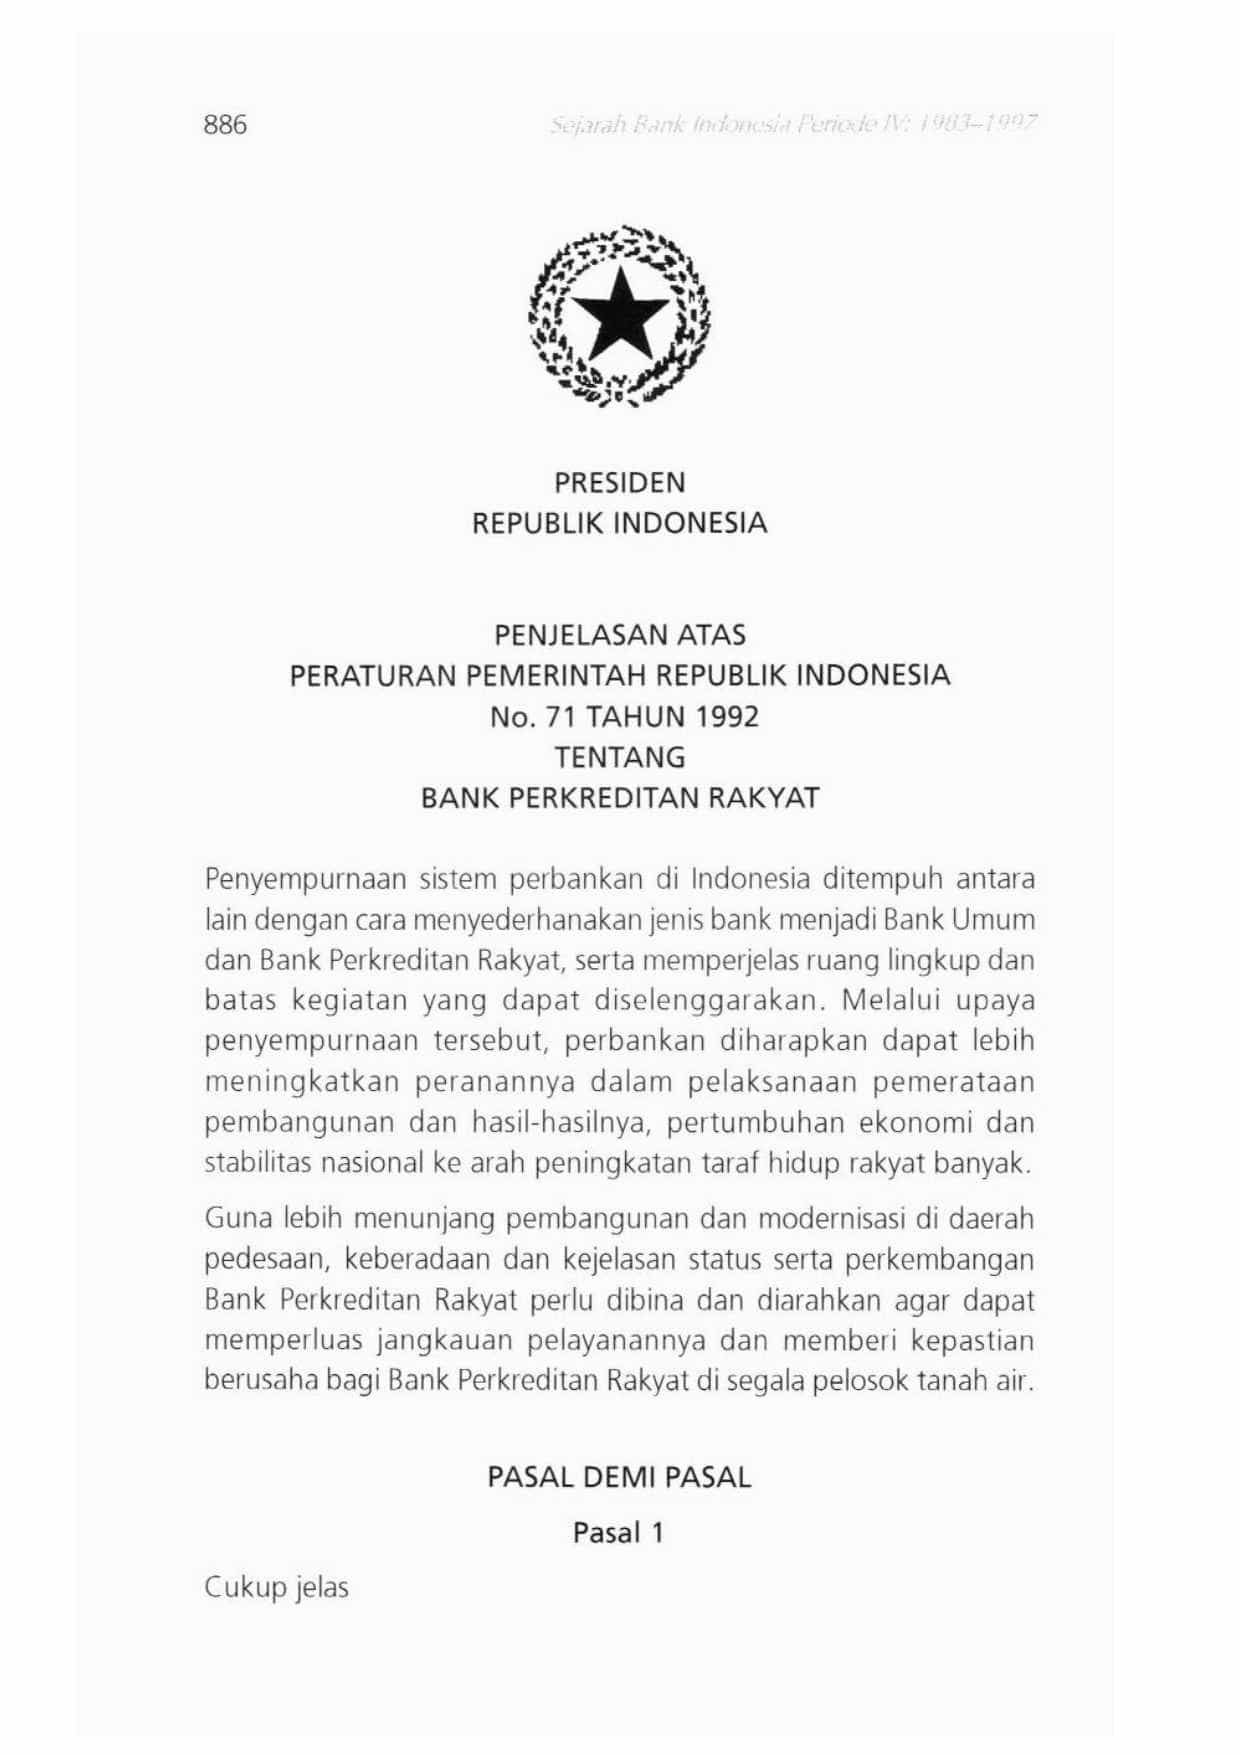 886
Sejarah Bank Indonesia Periode IV: 1983–1997
PRESIDEN
REPUBLIK INDONESIA
PENJELASAN ATAS
PERATURAN PEMERINTAH REPUBLIK INDONESIA
No. 71 TAHUN 1992
TENTANG
BANK PERKREDITAN RAKYAT
Penyempurnaan sistem perbankan di Indonesia ditempuh antara
lain dengan cara menyederhanakan jenis bank menjadi Bank Umum
dan Bank Perkreditan Rakyat, serta memperjelas ruang lingkup dan
batas kegiatan yang dapat diselenggarakan. Melalui upaya
penyempurnaan tersebut, perbankan diharapkan dapat lebih
meningkatkan peranannya dalam pelaksanaan pemerataan
pembangunan dan hasil-hasilnya, pertumbuhan ekonomi dan
stabilitas nasional ke arah peningkatan taraf hidup rakyat banyak.
Guna lebih menunjang pembangunan dan modernisasi di daerah
pedesaan, keberadaan dan kejelasan status serta perkembangan
Bank Perkreditan Rakyat perlu dibina dan diarahkan agar dapat
memperluas jangkauan pelayanannya dan memberi kepastian
berusaha bagi Bank Perkreditan Rakyat di segala pelosok tanah air.
PASAL DEMI PASAL
Pasal 1
Cukup jelas